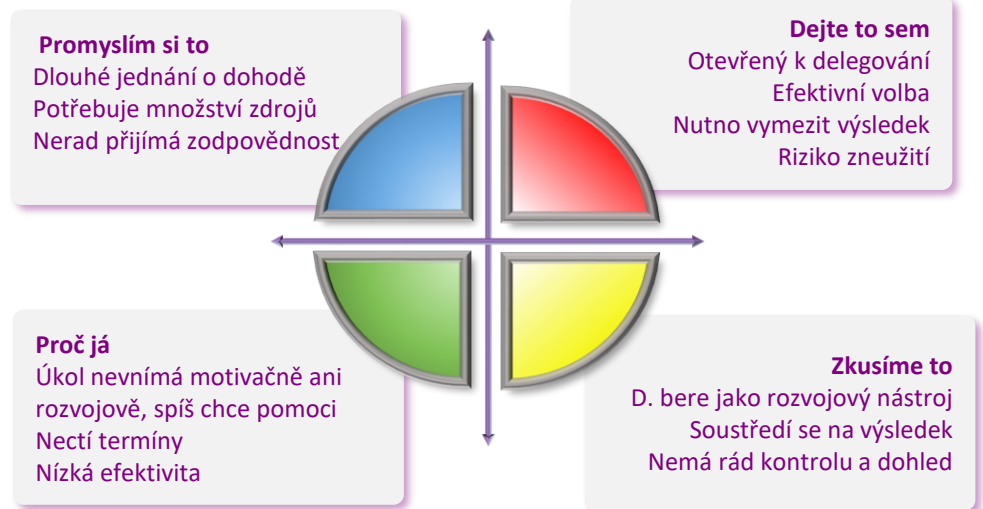 Promyslím si to
Dlouhé jednání o dohodě
Potřebuje množství zdrojů
Nerad přijímá zodpovědnost
Dejte to sem
Otevřený k delegování
Efektivní volba
Nutno vymezit výsledek
Riziko zneužití
Proč já
Úkol nevnímá motivačně ani
rozvojově, spíš chce pomoci
Nectí termíny
Nízká efektivita
Zkusíme to
D. bere jako rozvojový nástroj
Soustředí se na výsledek
Nemá rád kontrolu a dohled